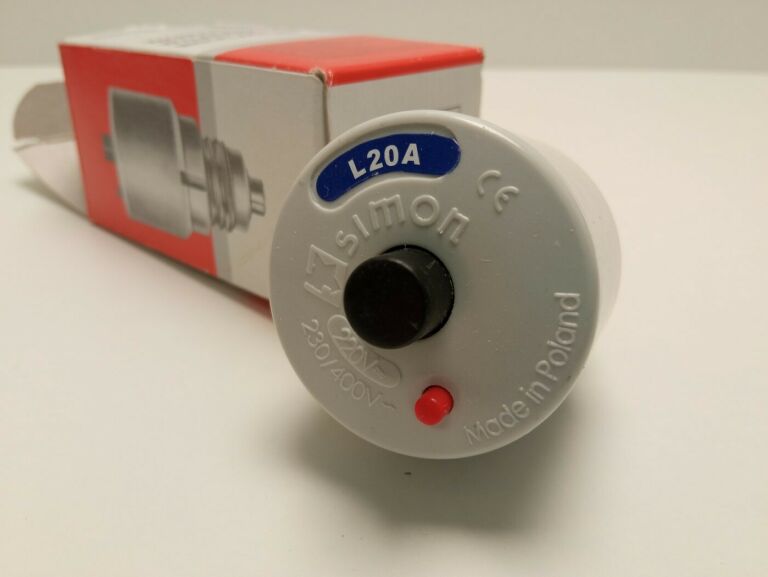 L20A
simon
CE
220V~
230/400V~
Made in Poland